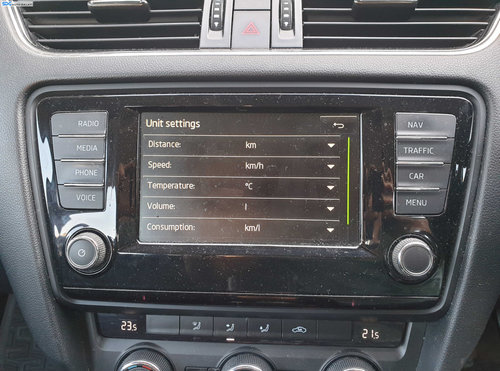 RADIO
MEDIA
PHONE
VOICE
Unit settings
Distance: km
Speed: km/h
Temperature: °C
Volume: l
Consumption: km/l
NAV
TRAFFIC
CAR
MENU
23.5
21.5